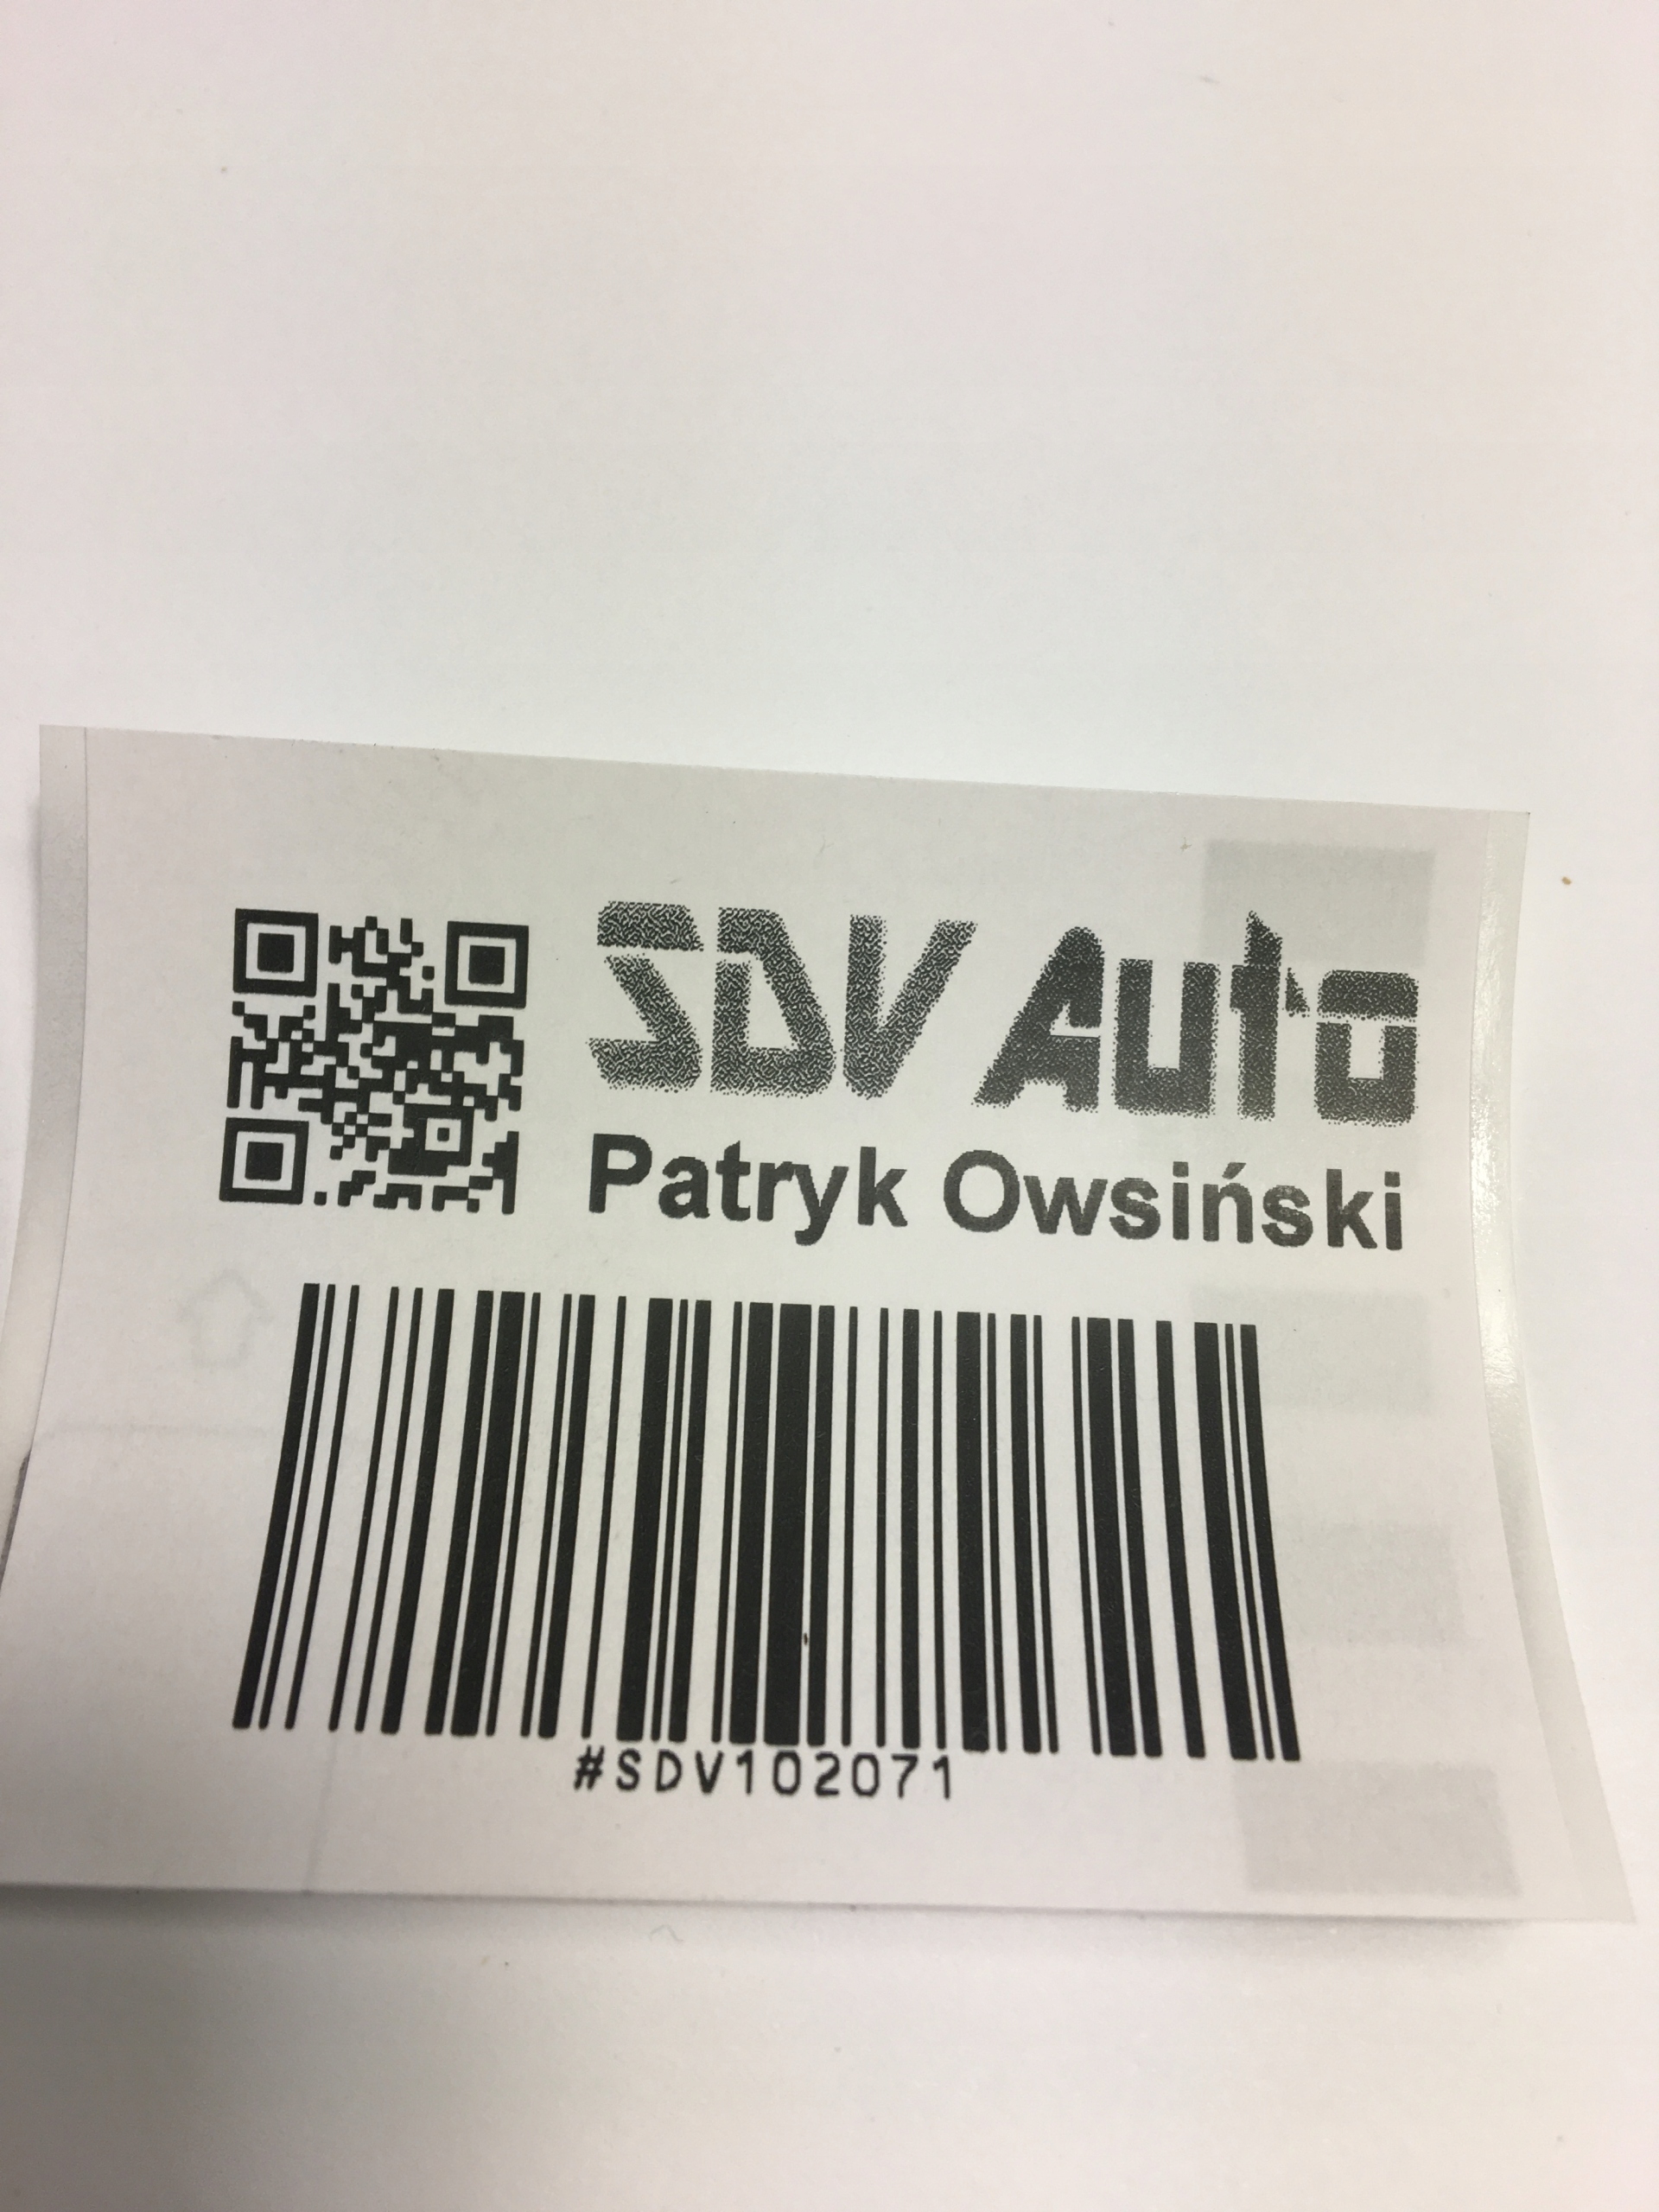 SDV Auto
Patryk Owsiński
#SDV102071